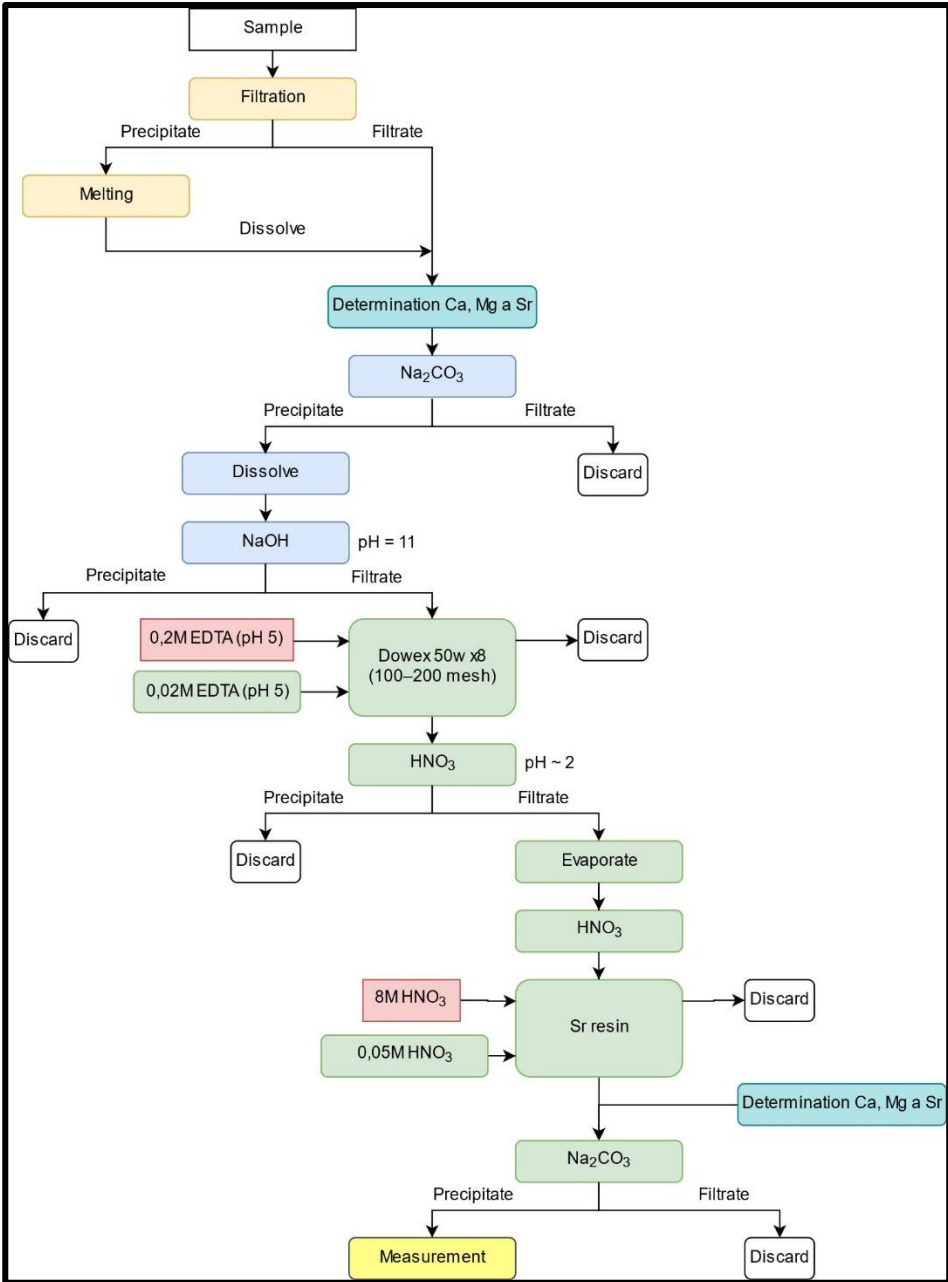 Sample
Filtration
Precipitate
Filtrate
Melting
Dissolve
Determination Ca, Mg a Sr
Na₂CO₃
Precipitate
Filtrate
Dissolve
Discard
NaOH
pH = 11
Precipitate
Filtrate
Discard
0,2M EDTA (pH 5)
0,02M EDTA (pH 5)
Dowex 50w x8
(100–200 mesh)
Discard
HNO₃
pH ~ 2
Precipitate
Filtrate
Discard
Evaporate
HNO₃
8M HNO₃
0,05M HNO₃
Sr resin
Discard
Determination Ca, Mg a Sr
Na₂CO₃
Precipitate
Filtrate
Measurement
Discard